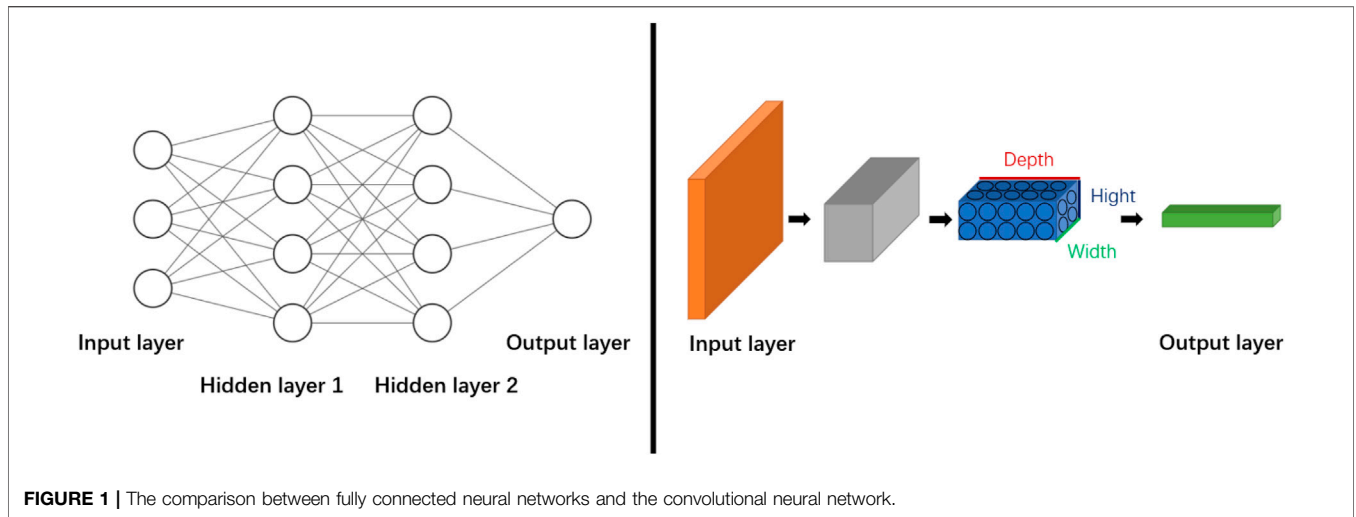 Input layer
Hidden layer 1
Hidden layer 2
Output layer
Depth
Hight
Width
Input layer
Output layer
FIGURE 1 | The comparison between fully connected neural networks and the convolutional neural network.